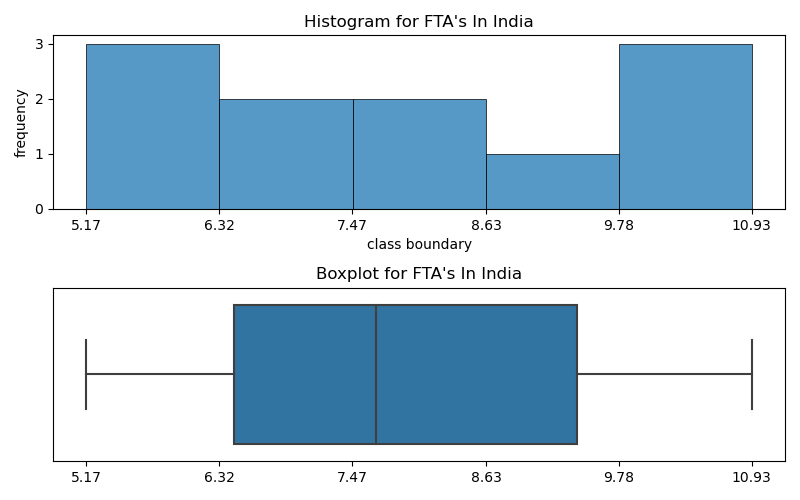 Histogram for FTA's In India
3
2
1
0
frequency
5.17 6.32 7.47 8.63 9.78 10.93
class boundary
Boxplot for FTA's In India
5.17 6.32 7.47 8.63 9.78 10.93